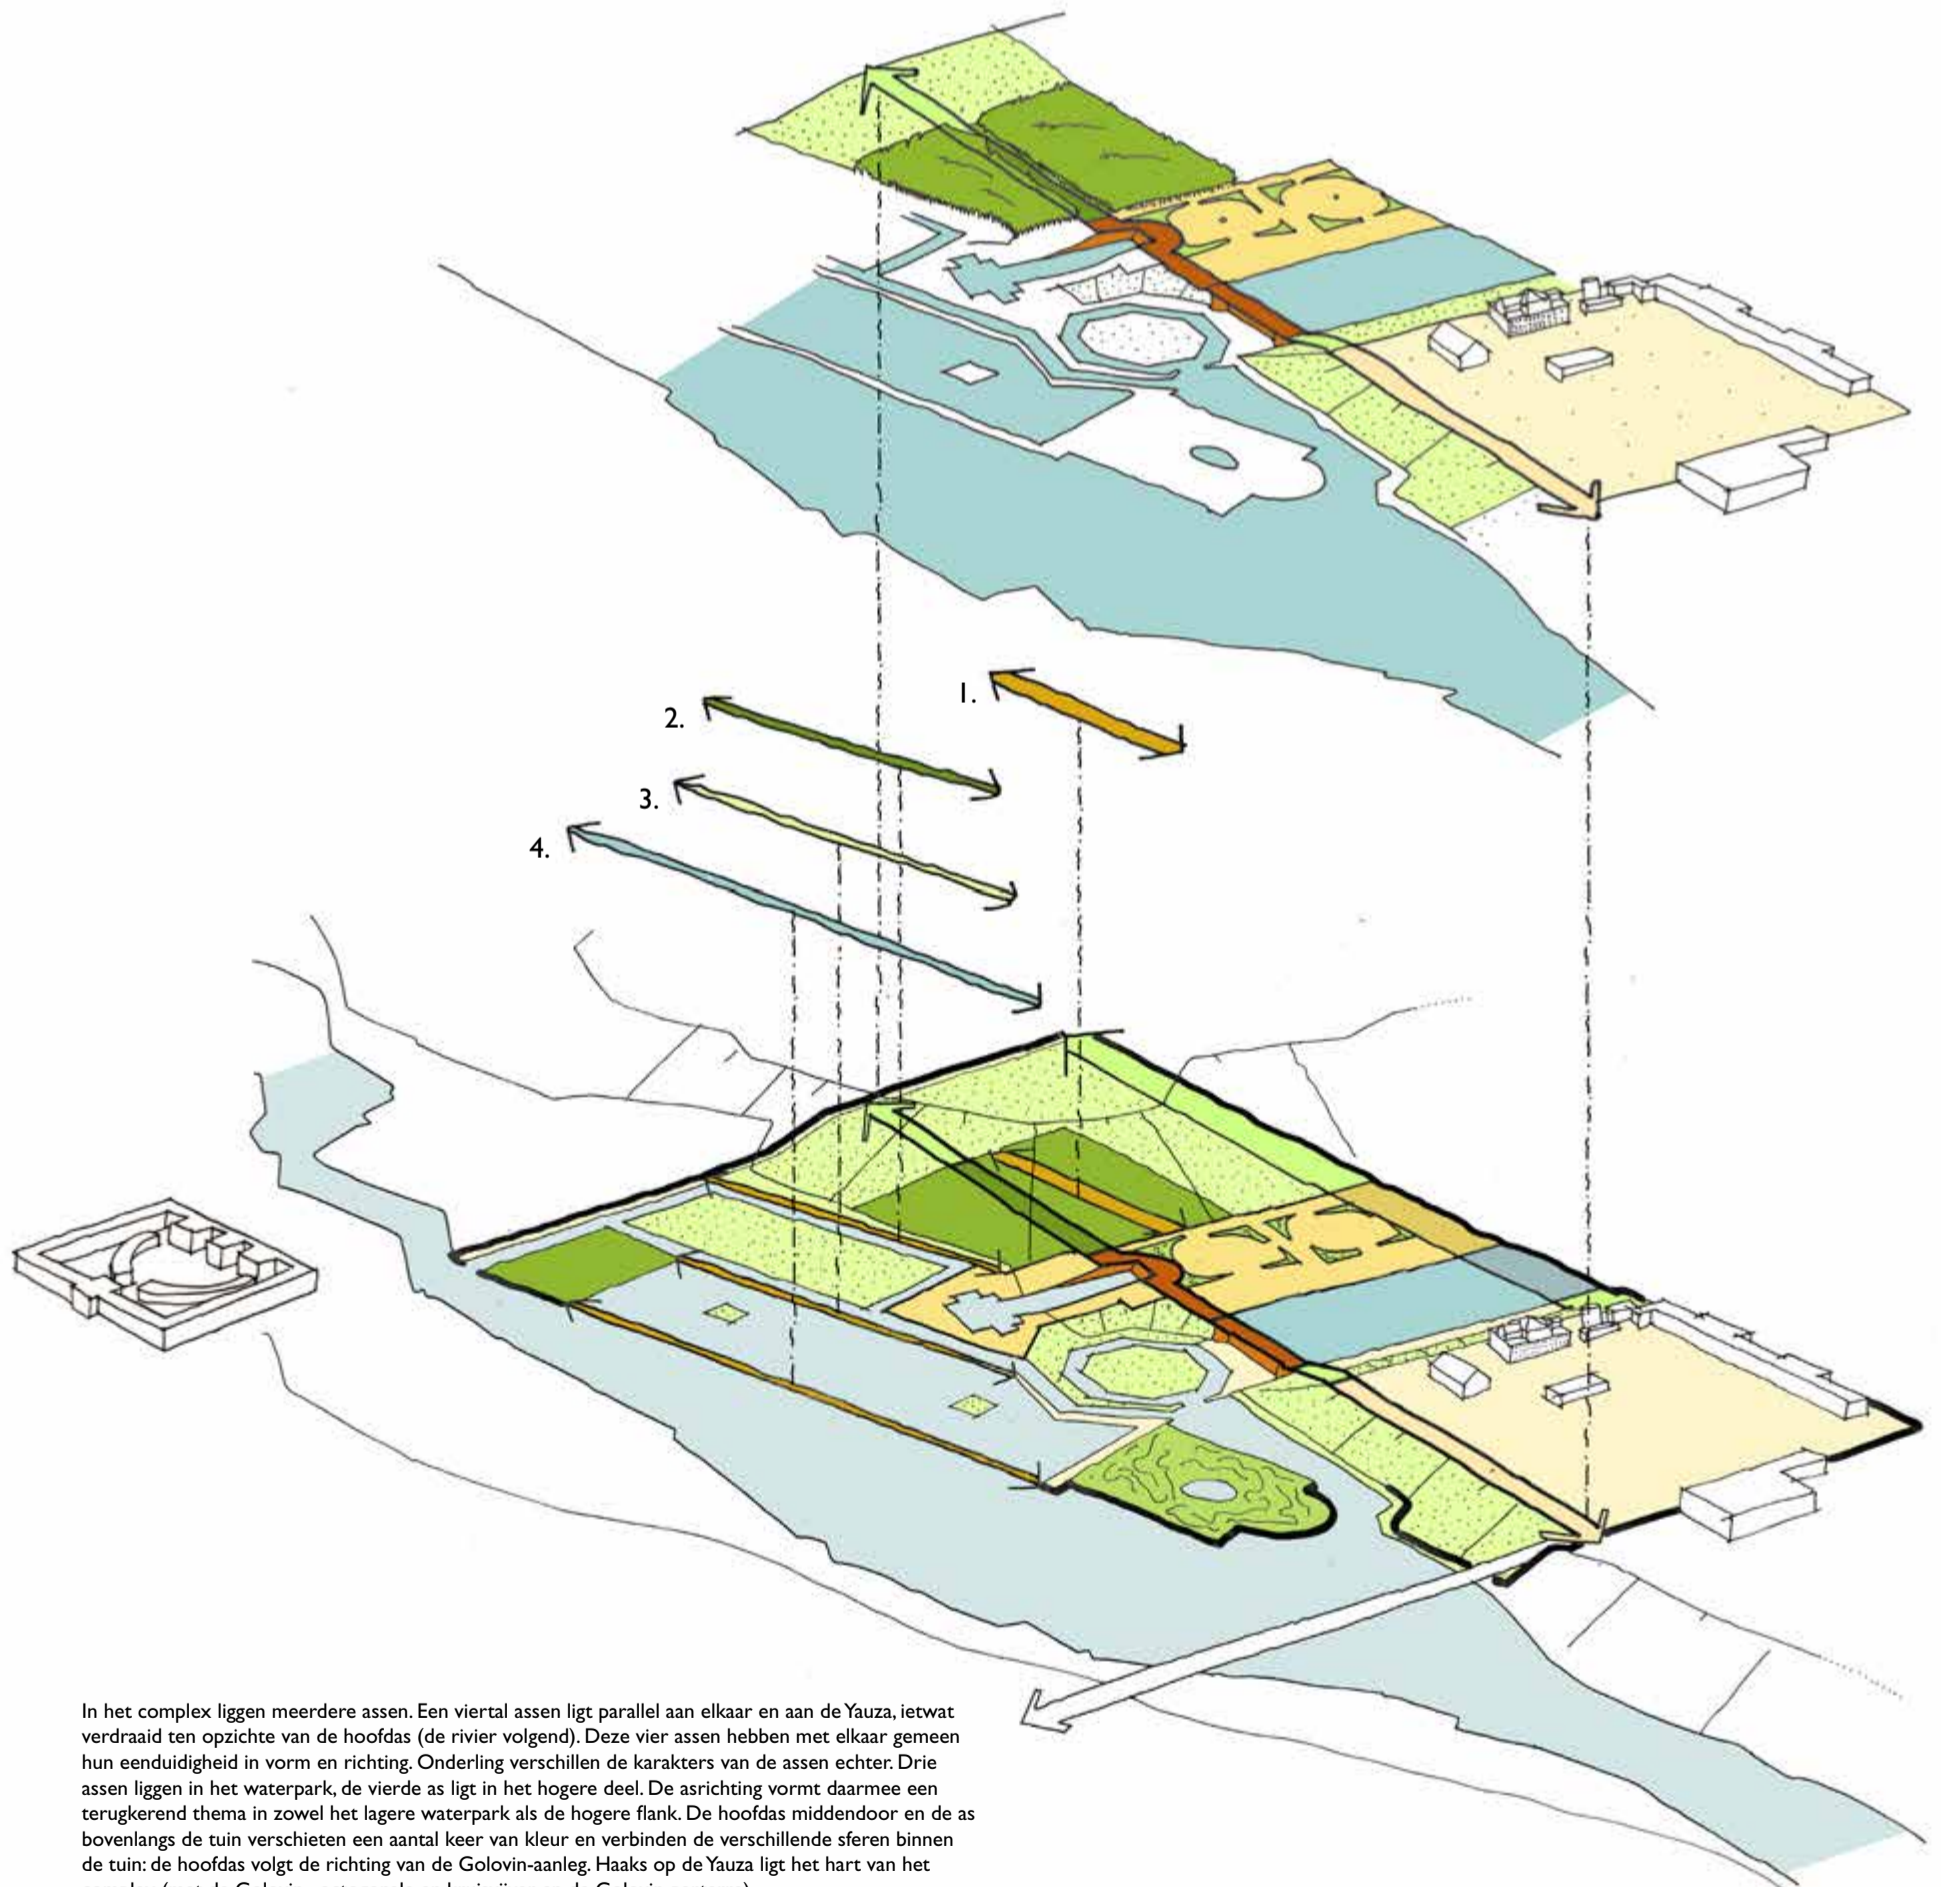 1.
2.
3.
4.
In het complex liggen meerdere assen. Een viertal assen ligt parallel aan elkaar en aan de Yauza, ietwat
verdraaid ten opzichte van de hoofdas (de rivier volgend). Deze vier assen hebben met elkaar gemeen
hun eenduidigheid in vorm en richting. Onderling verschillen de karakters van de assen echter. Drie
assen liggen in het waterpark, de vierde as ligt in het hogere deel. De asrichting vormt daarmee een
terugkerend thema in zowel het lagere waterpark als de hogere flank. De hoofdas middendoor en de as
bovenlangs de tuin verschieten een aantal keer van kleur en verbinden de verschillende sferen binnen
de tuin: de hoofdas volgt de richting van de Golovin-aanleg. Haaks op de Yauza ligt het hart van het